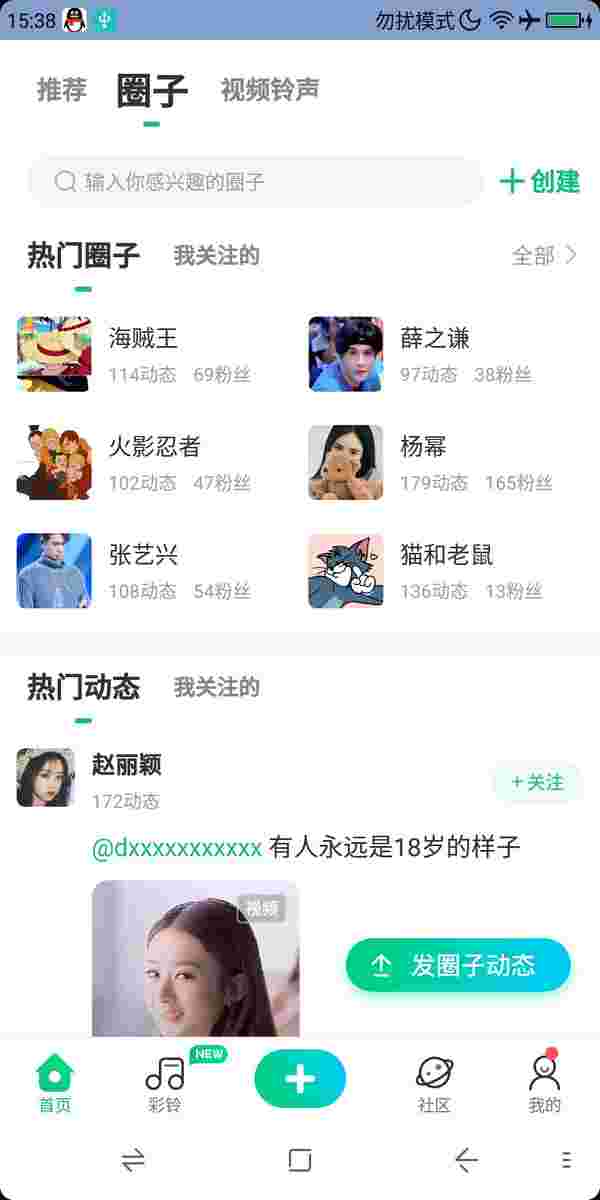 15:38 勿扰模式
推荐 圈子 视频铃声
输入你感兴趣的圈子 创建
热门圈子 我关注的 全部
海贼王 薛之谦
114动态 69粉丝 97动态 38粉丝
火影忍者 杨幂
102动态 47粉丝 179动态 165粉丝
张艺兴 猫和老鼠
108动态 54粉丝 136动态 13粉丝
热门动态 我关注的
赵丽颖
172动态 +关注
@dxxxxxxxxxxx 有人永远是18岁的样子
视频
发圈子动态
NEW
首页 彩铃 社区 我的